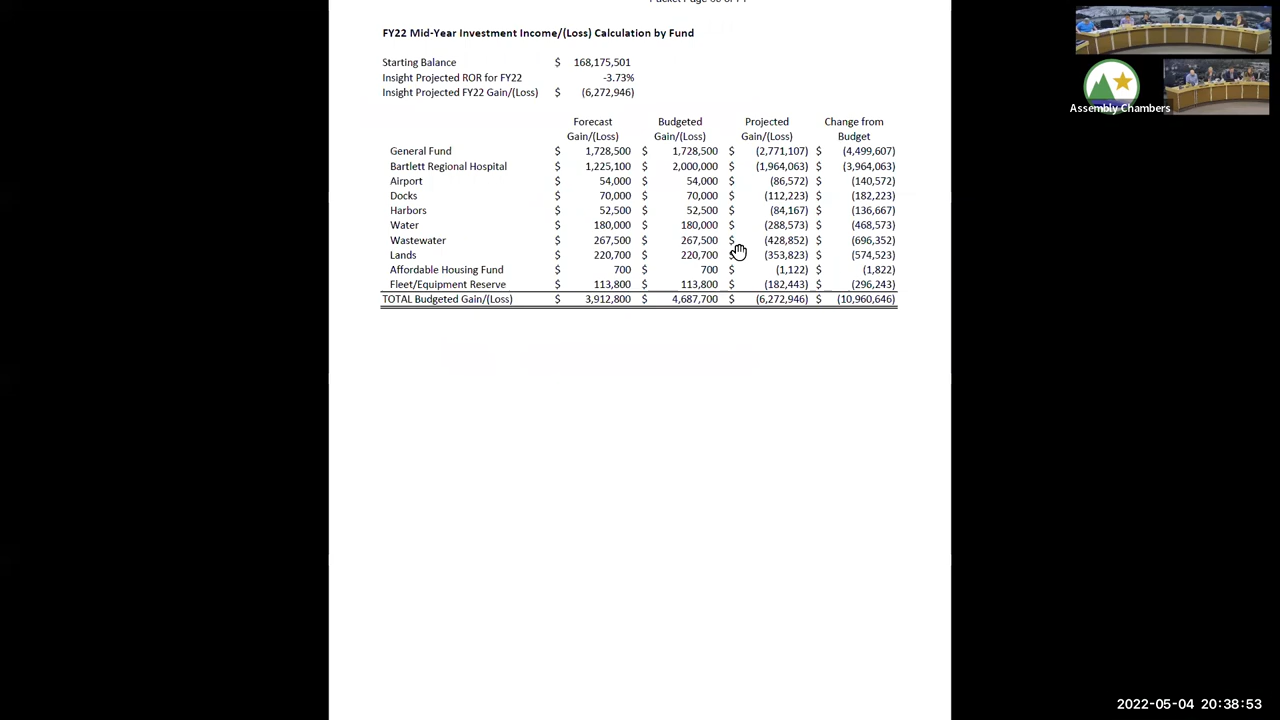 FY22 Mid-Year Investment Income/(Loss) Calculation by Fund
Starting Balance $ 168,175,501
Insight Projected ROR for FY22 -3.73%
Insight Projected FY22 Gain/(Loss) $ (6,272,946)
Forecast Budgeted Projected Change from
Gain/(Loss) Gain/(Loss) Gain/(Loss) Budget
General Fund $ 1,728,500 $ 1,728,500 $ (2,771,107) $ (4,499,607)
Bartlett Regional Hospital $ 1,225,100 $ 2,000,000 $ (1,964,063) $ (3,964,063)
Airport $ 54,000 $ 54,000 $ (86,572) $ (140,572)
Docks $ 70,000 $ 70,000 $ (112,223) $ (182,223)
Harbors $ 52,500 $ 52,500 $ (84,167) $ (136,667)
Water $ 180,000 $ 180,000 $ (288,573) $ (468,573)
Wastewater $ 267,500 $ 267,500 $ (428,852) $ (696,352)
Lands $ 220,700 $ 220,700 $ (353,823) $ (574,523)
Affordable Housing Fund $ 700 $ 700 $ (1,122) $ (1,822)
Fleet/Equipment Reserve $ 113,800 $ 113,800 $ (182,443) $ (296,243)
TOTAL Budgeted Gain/(Loss) $ 3,912,800 $ 4,687,700 $ (6,272,946) $ (10,960,646)
Assembly Chambers
2022-05-04 20:38:53